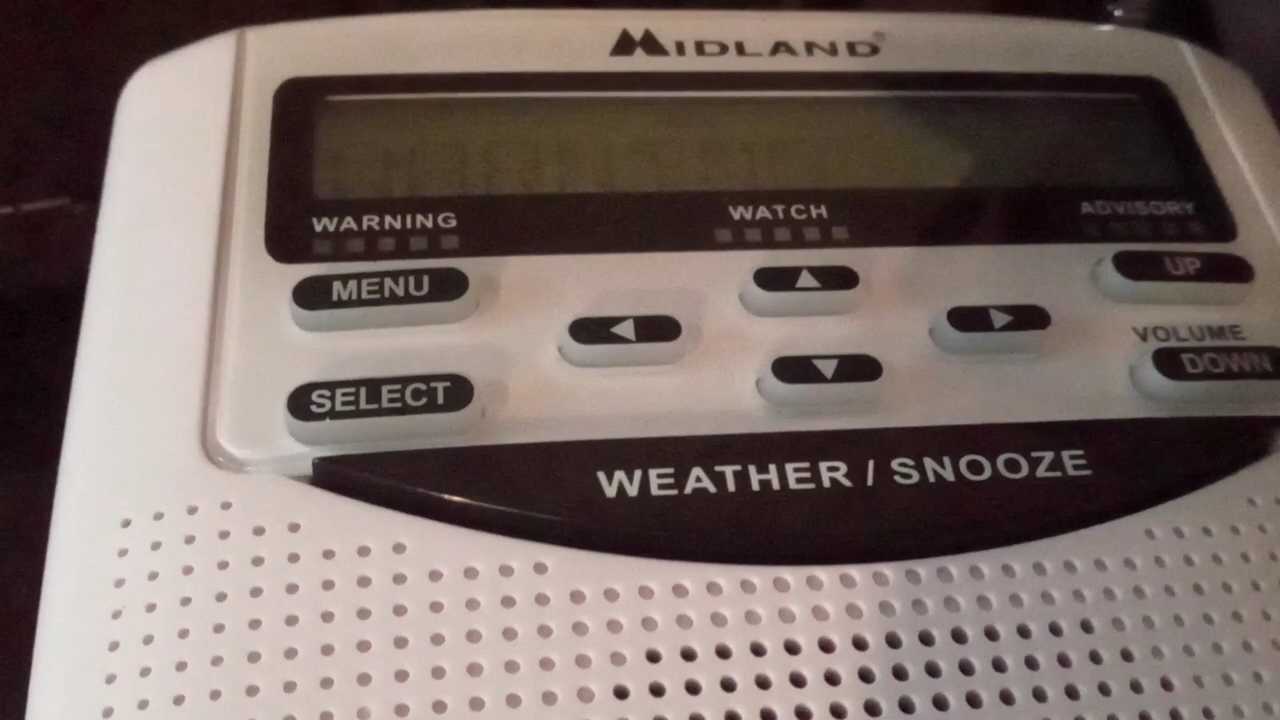 MIDLAND®
WARNING
WATCH
ADVISORY
MENU
UP
VOLUME
DOWN
SELECT
WEATHER / SNOOZE